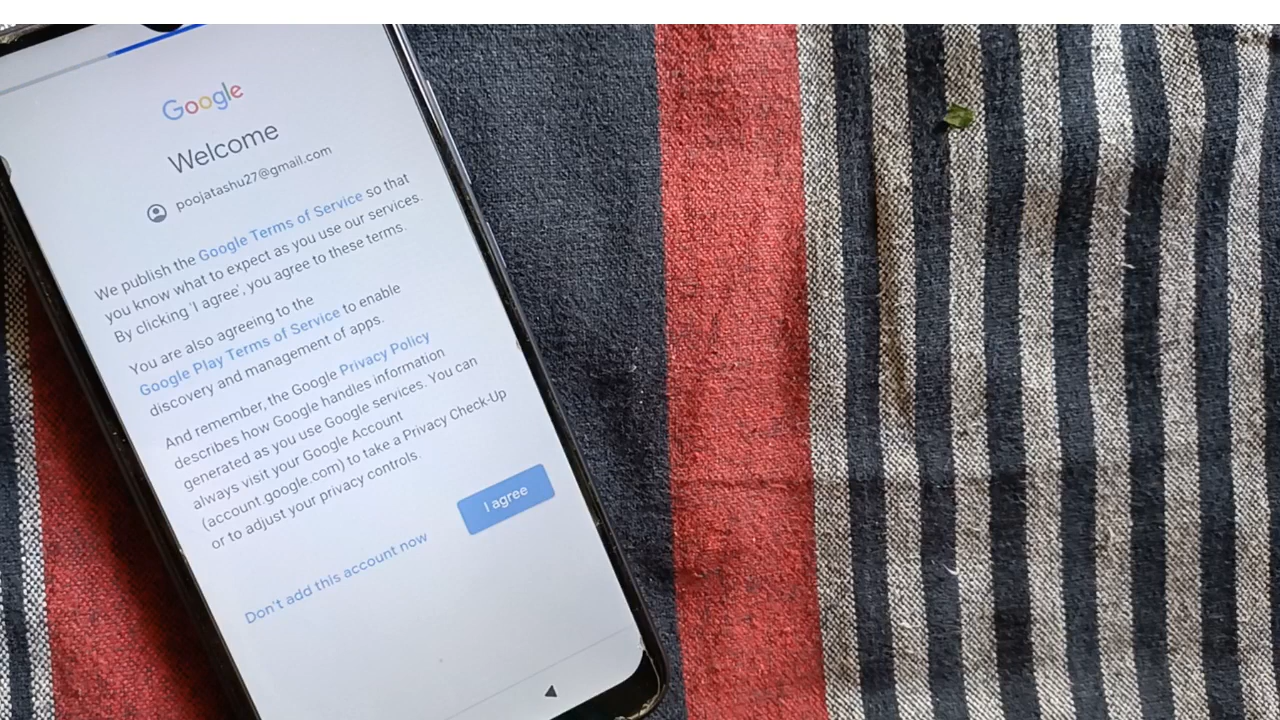 Google
Welcome
poojatashu27@gmail.com
We publish the Google Terms of Service so that
you know what to expect as you use our services.
By clicking 'I agree', you agree to these terms.
You are also agreeing to the
Google Play Terms of Service to enable
discovery and management of apps.
And remember, the Google Privacy Policy
describes how Google handles information
generated as you use Google services. You can
always visit your Google Account
(account.google.com) to take a Privacy Check-Up
or to adjust your privacy controls.
I agree
Don't add this account now